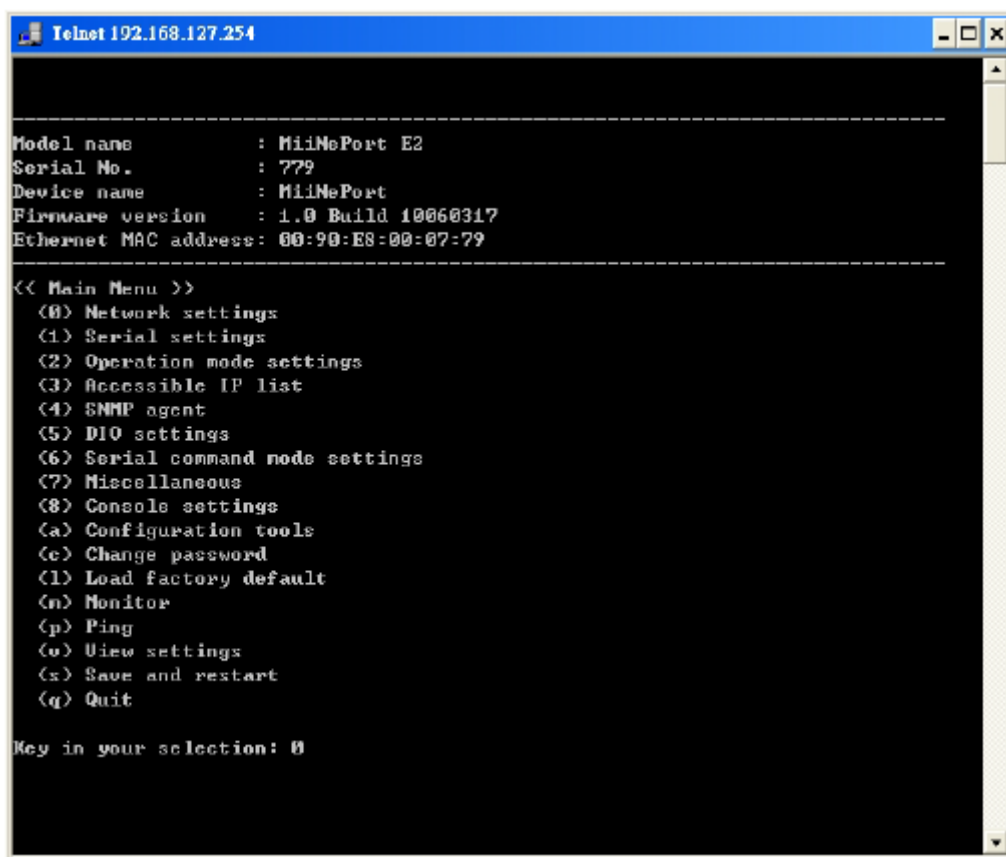 Telnet 192.168.127.254
Model name : MiiNePort E2
Serial No. : 779
Device name : MiiNePort
Firmware version : 1.0 Build 10060317
Ethernet MAC address: 00:90:E8:00:07:79
<< Main Menu >>
(0) Network settings
(1) Serial settings
(2) Operation mode settings
(3) Accessible IP list
(4) SNMP agent
(5) DIO settings
(6) Serial command mode settings
(7) Miscellaneous
(8) Console settings
(a) Configuration tools
(c) Change password
(l) Load factory default
(n) Monitor
(p) Ping
(v) View settings
(s) Save and restart
(q) Quit
Key in your selection: 0